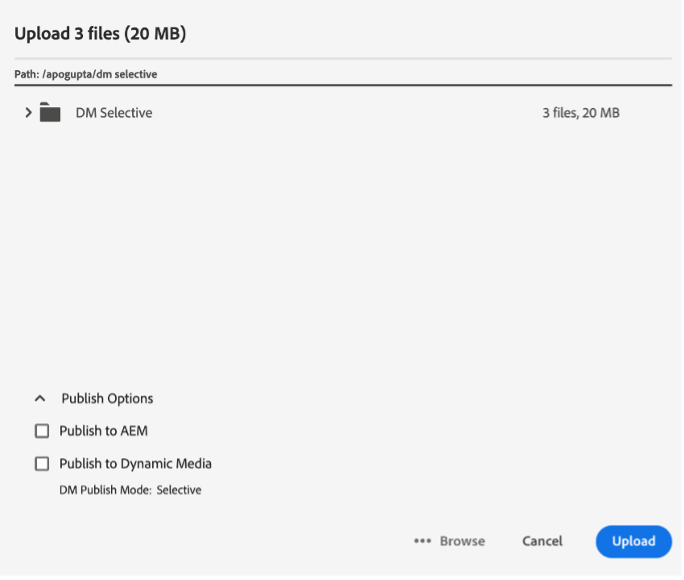 Upload 3 files (20 MB)
Path: /apogupta/dm selective
DM Selective 3 files, 20 MB
Publish Options
Publish to AEM
Publish to Dynamic Media
DM Publish Mode: Selective
••• Browse Cancel Upload